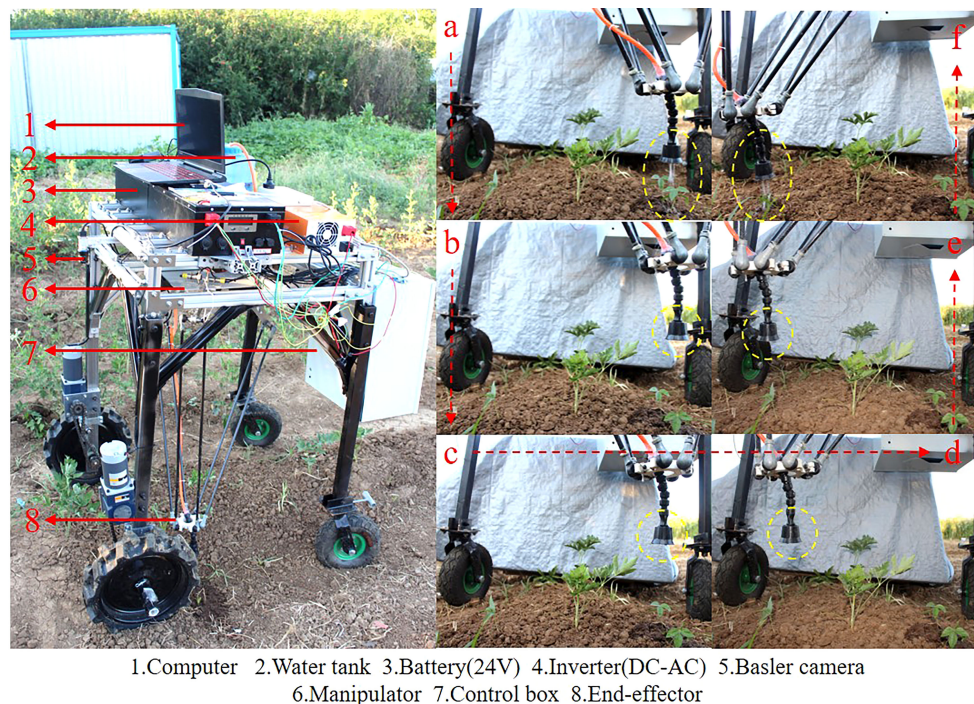 1
2
3
4
5
6
7
8
a
f
b
e
c
d
1.Computer 2.Water tank 3.Battery(24V) 4.Inverter(DC-AC) 5.Basler camera
6.Manipulator 7.Control box 8.End-effector